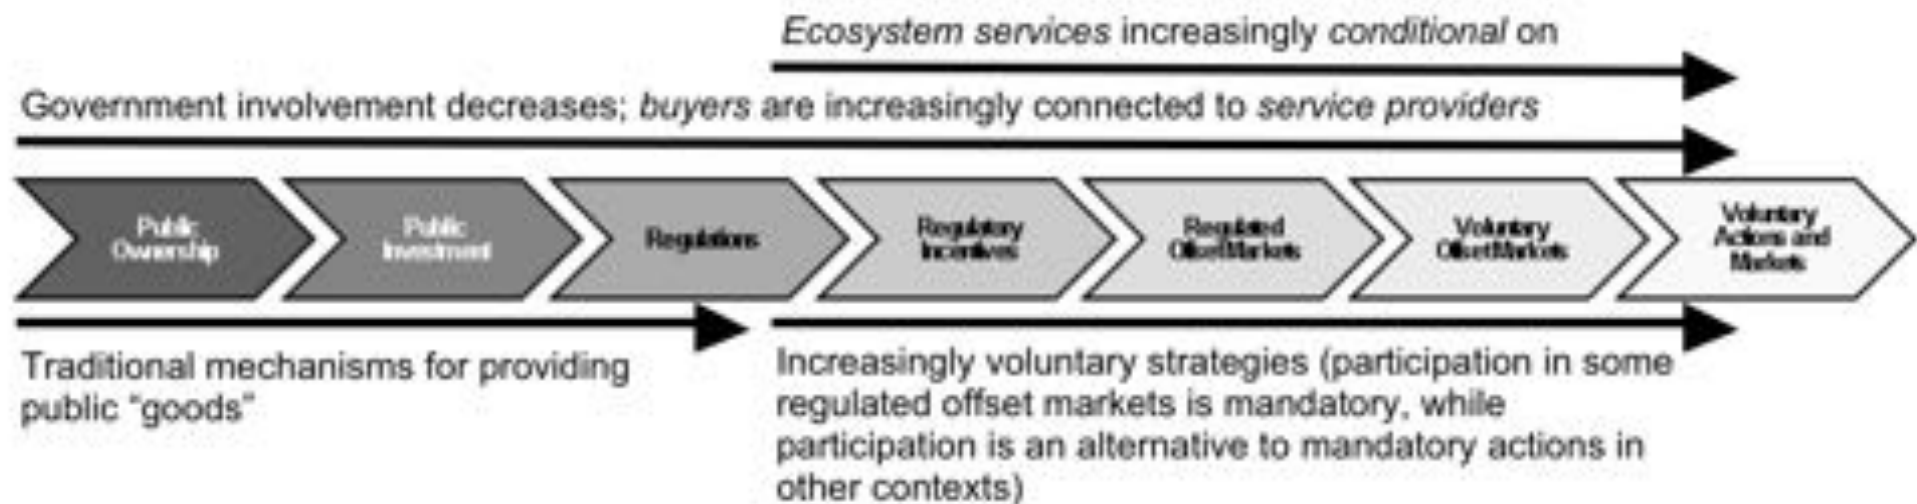 Ecosystem services increasingly conditional on
Government involvement decreases; buyers are increasingly connected to service providers
Public
Ownership
Public
Investment
Regulations
Regulatory
Incentives
Regulated
Offset Markets
Voluntary
Offset Markets
Voluntary
Actions and
Markets
Traditional mechanisms for providing
public “goods”
Increasingly voluntary strategies (participation in some
regulated offset markets is mandatory, while
participation is an alternative to mandatory actions in
other contexts)